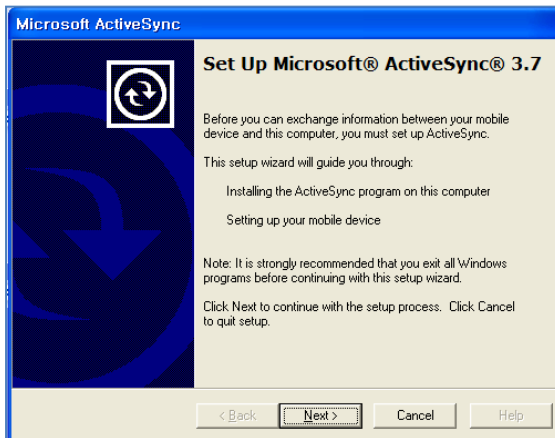 Microsoft ActiveSync
Set Up Microsoft® ActiveSync® 3.7
Before you can exchange information between your mobile
device and this computer, you must set up ActiveSync.
This setup wizard will guide you through:
Installing the ActiveSync program on this computer
Setting up your mobile device
Note: It is strongly recommended that you exit all Windows
programs before continuing with this setup wizard.
Click Next to continue with the setup process. Click Cancel
to quit setup.
< Back Next > Cancel Help